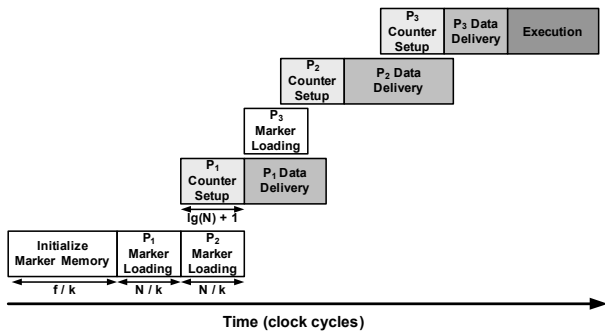 P3 Counter Setup
P3 Data Delivery
Execution
P2 Counter Setup
P2 Data Delivery
P3 Marker Loading
P1 Counter Setup
P1 Data Delivery
lg(N) + 1
Initialize Marker Memory
P1 Marker Loading
P2 Marker Loading
f / k
N / k
N / k
Time (clock cycles)